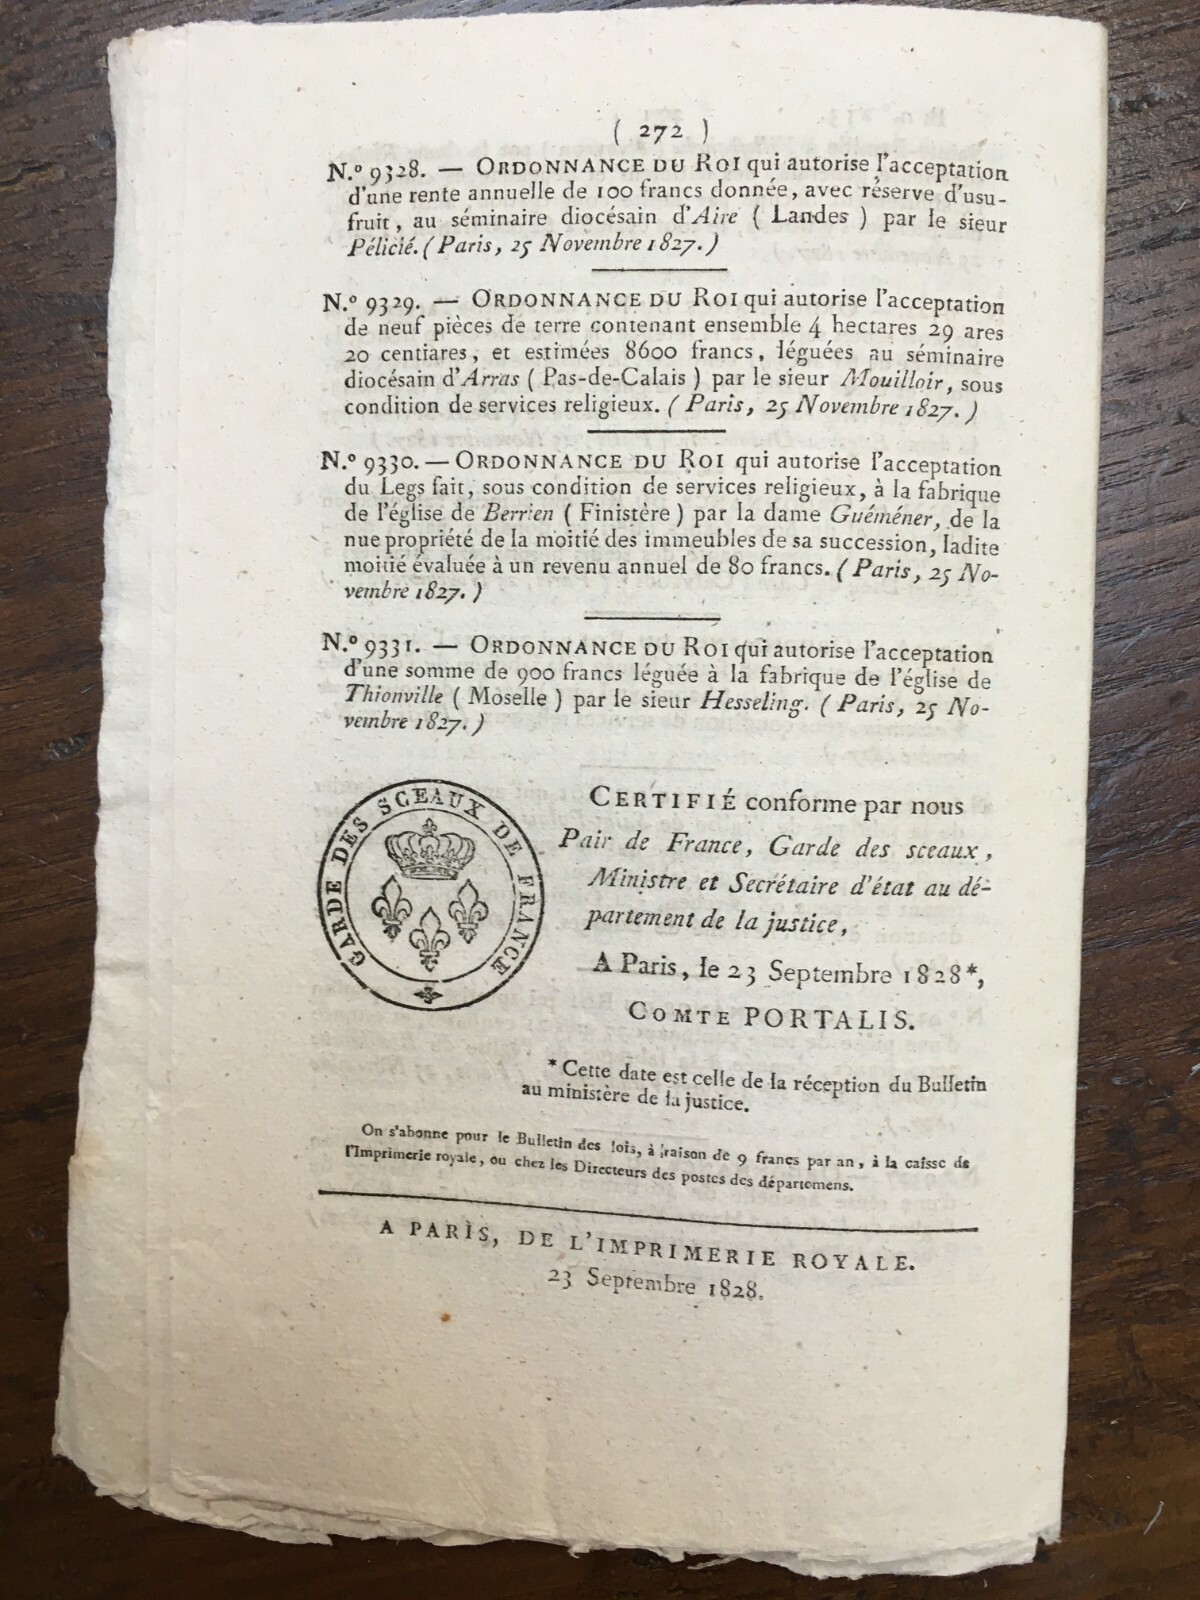 ( 272 )
N.º 9328. — ORDONNANCE DU ROI qui autorise l'acceptation
d'une rente annuelle de 100 francs donnée, avec réserve d'usu-
fruit, au séminaire diocésain d'Aire ( Landes ) par le sieur
Pélicié. ( Paris, 25 Novembre 1827. )
N.º 9329. — ORDONNANCE DU ROI qui autorise l'acceptation
de neuf pièces de terre contenant ensemble 4 hectares 29 ares
20 centiares, et estimées 8600 francs, léguées au séminaire
diocésain d'Arras ( Pas-de-Calais ) par le sieur Mouilloir, sous
condition de services religieux. ( Paris, 25 Novembre 1827. )
N.º 9330. — ORDONNANCE DU ROI qui autorise l'acceptation
du Legs fait, sous condition de services religieux, à la fabrique
de l'église de Berrien ( Finistère ) par la dame Guéméner, de la
nue propriété de la moitié des immeubles de sa succession, ladite
moitié évaluée à un revenu annuel de 80 francs. ( Paris, 25 No-
vembre 1827. )
N.º 9331. — ORDONNANCE DU ROI qui autorise l'acceptation
d'une somme de 900 francs léguée à la fabrique de l'église de
Thionville ( Moselle ) par le sieur Hesseling. ( Paris, 25 No-
vembre 1827. )
GARDE DES SCEAUX DE FRANCE
CERTIFIÉ conforme par nous
Pair de France, Garde des sceaux,
Ministre et Secrétaire d'état au dé-
partement de la justice,
A Paris, le 23 Septembre 1828*,
COMTE PORTALIS.
* Cette date est celle de la réception du Bulletin
au ministère de la justice.
On s'abonne pour le Bulletin des lois, à raison de 9 francs par an, à la caisse de
l'Imprimerie royale, ou chez les Directeurs des postes des départemens.
A PARIS, DE L'IMPRIMERIE ROYALE.
23 Septembre 1828.